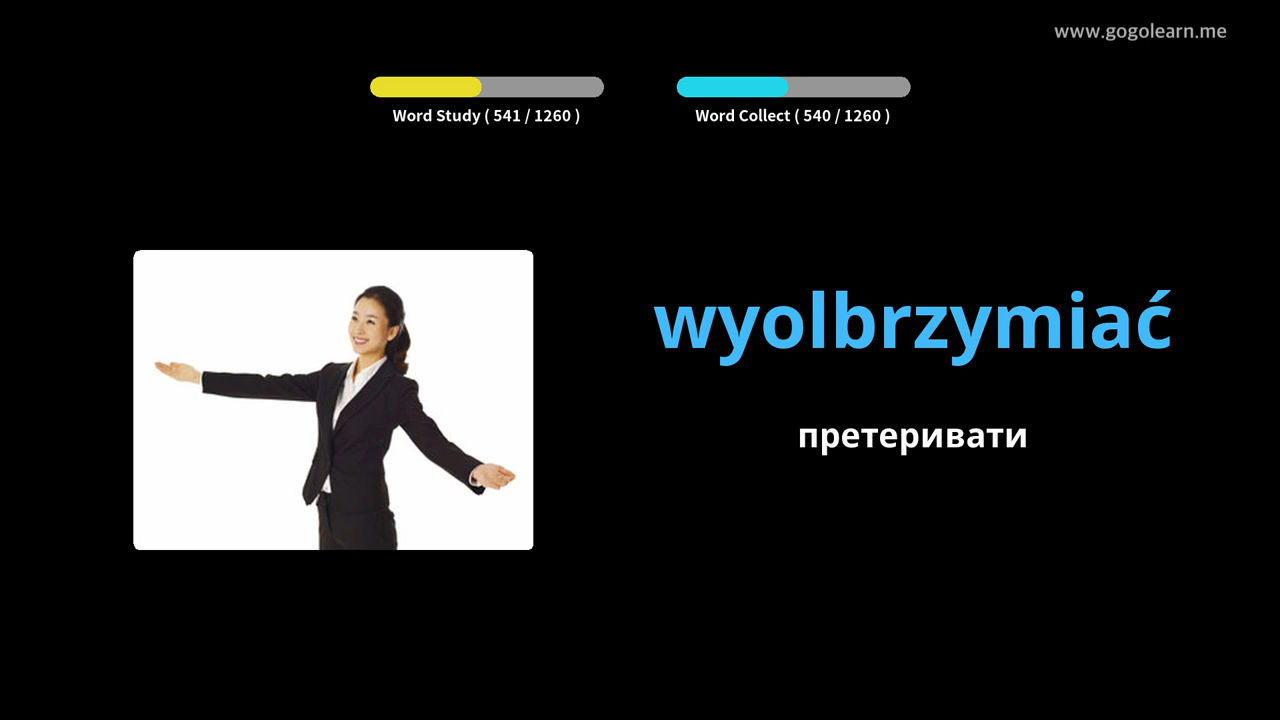 www.gogolearn.me
Word Study ( 541 / 1260 )
Word Collect ( 540 / 1260 )
wyolbrzymiać
претеривати